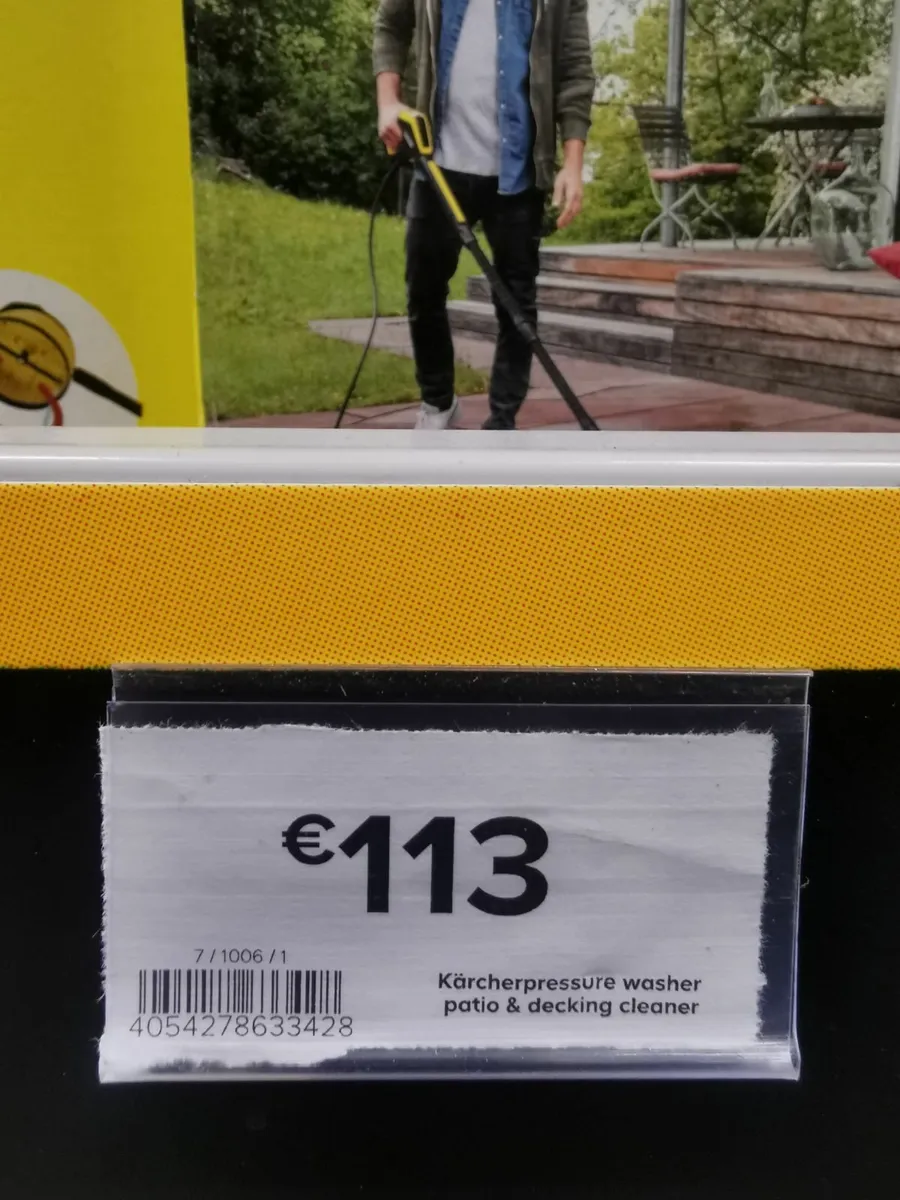 €113
7 / 1006 / 1
4054278633428
Kärcherpressure washer
patio & decking cleaner